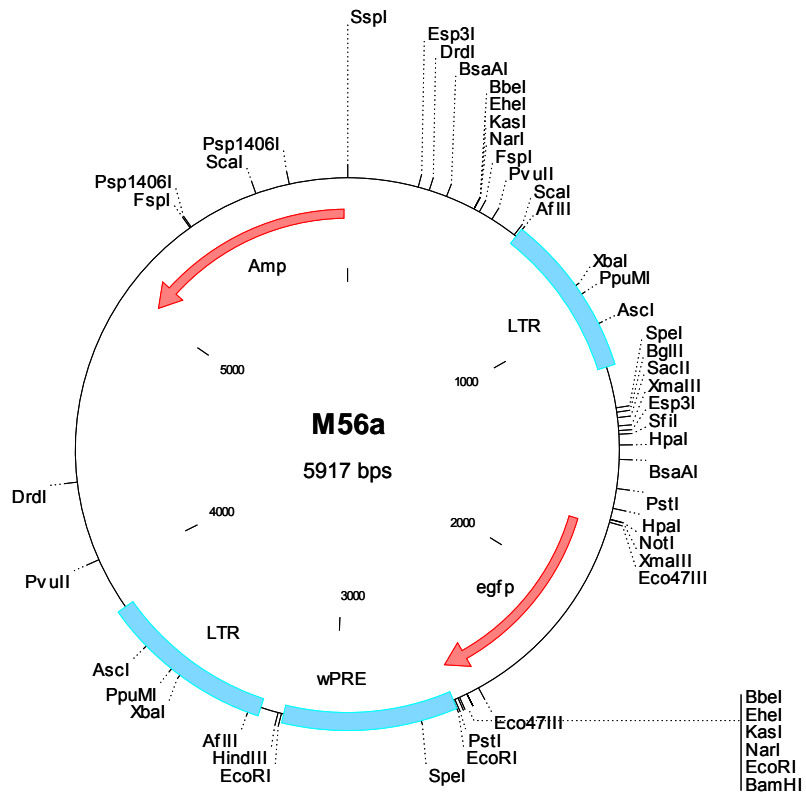 SspI
Esp3I
DrdI
BsaAI
BbeI
EheI
KasI
NarI
FspI
PvuII
ScaI
AflII
Psp1406I
ScaI
Psp1406I
FspI
Amp
XbaI
PpuMI
AscI
LTR
SpeI
BglII
SacII
XmaIII
Esp3I
SfiI
HpaI
BsaAI
PstI
HpaI
NotI
XmaIII
Eco47III
5000
1000
M56a
5917 bps
DrdI
4000
2000
PvuII
3000
egfp
LTR
wPRE
AscI
PpuMI
XbaI
AflII
HindIII
EcoRI
Eco47III
PstI
EcoRI
SpeI
BbeI
EheI
KasI
NarI
EcoRI
BamHI